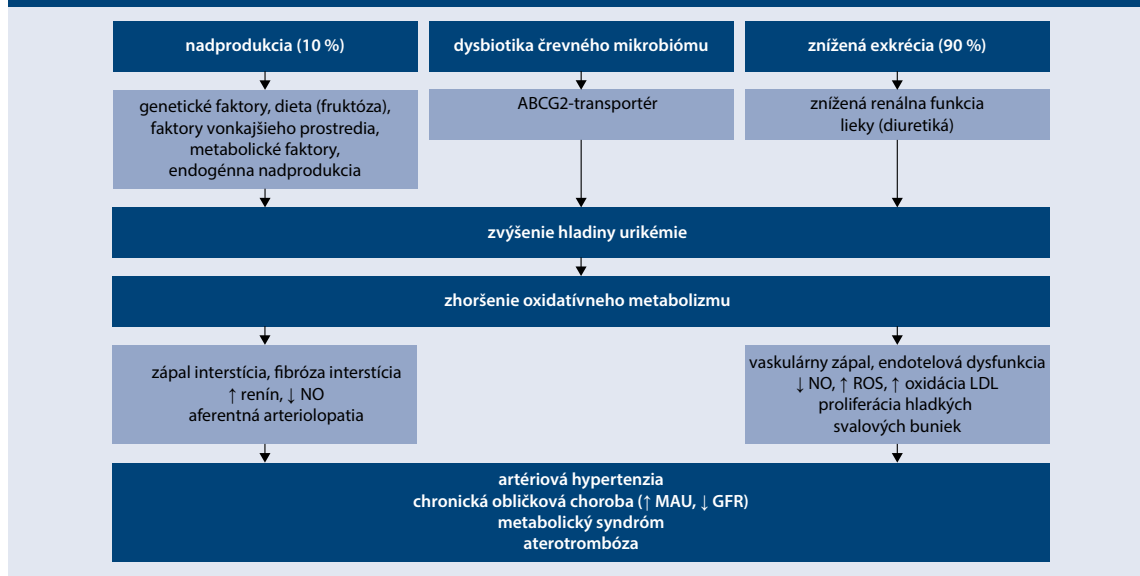 nadprodukcia (10 %)
dysbiotika črevného mikrobiómu
znížená exkrécia (90 %)
genetické faktory, dieta (fruktóza),
faktory vonkajšieho prostredia,
metabolické faktory,
endogénna nadprodukcia
ABCG2-transportér
znížená renálna funkcia
lieky (diuretiká)
zvýšenie hladiny urikémie
zhoršenie oxidatívneho metabolizmu
zápal interstícia, fibróza interstícia
↑ renín, ↓ NO
aferentná arteriolopatia
vaskulárny zápal, endotelová dysfunkcia
↓ NO, ↑ ROS, ↑ oxidácia LDL
proliferácia hladkých
svalových buniek
artériová hypertenzia
chronická obličková choroba (↑ MAU, ↓ GFR)
metabolický syndróm
aterotrombóza